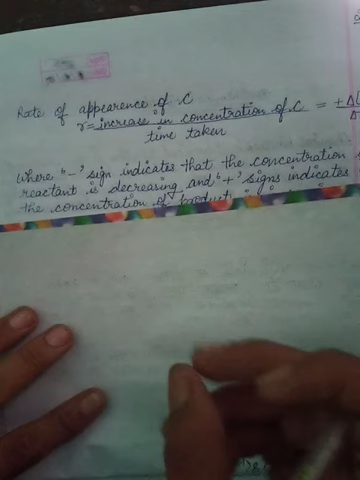 Rate of appearence of C
r = increase in concentration of C = +Δ
time taken
Where '-' sign indicates that the concentration
reactant is decreasing and '+' signs indicates
the concentration of product